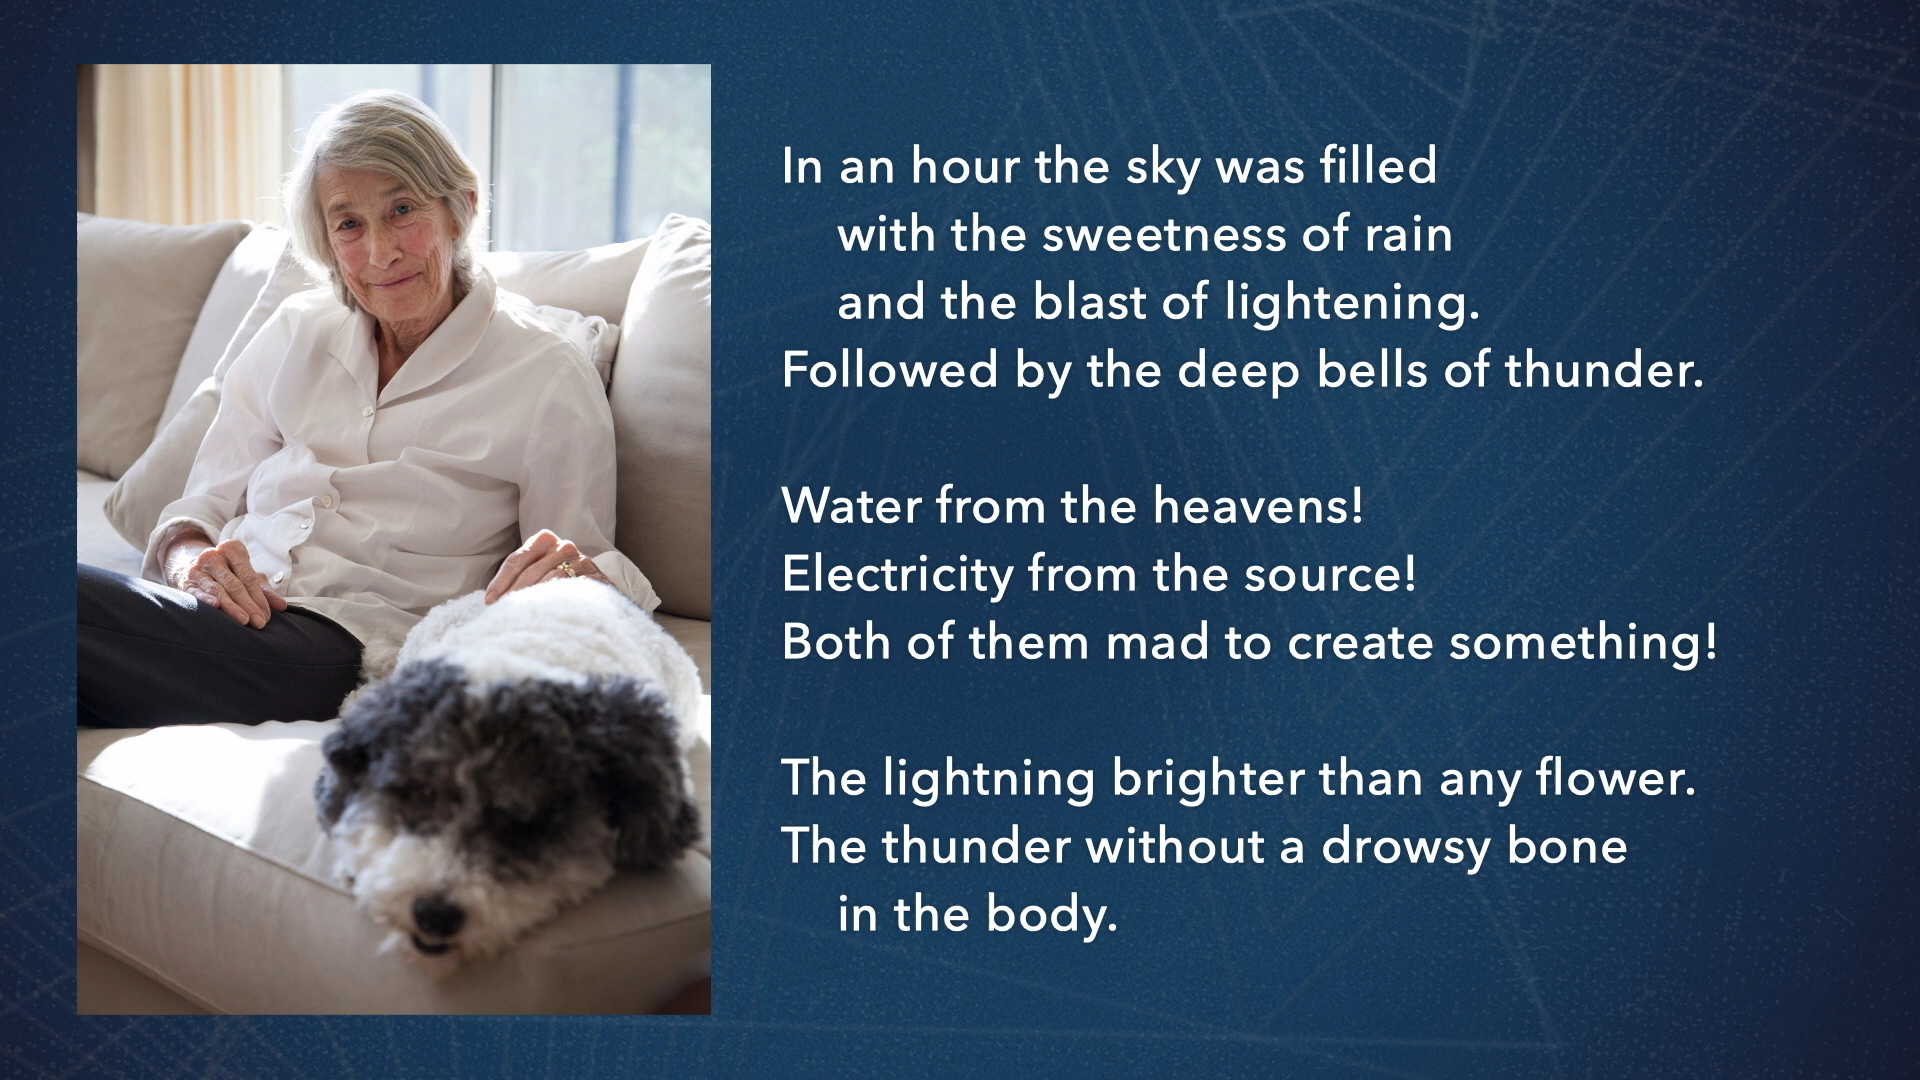 In an hour the sky was filled
with the sweetness of rain
and the blast of lightening.
Followed by the deep bells of thunder.
Water from the heavens!
Electricity from the source!
Both of them mad to create something!
The lightning brighter than any flower.
The thunder without a drowsy bone
in the body.